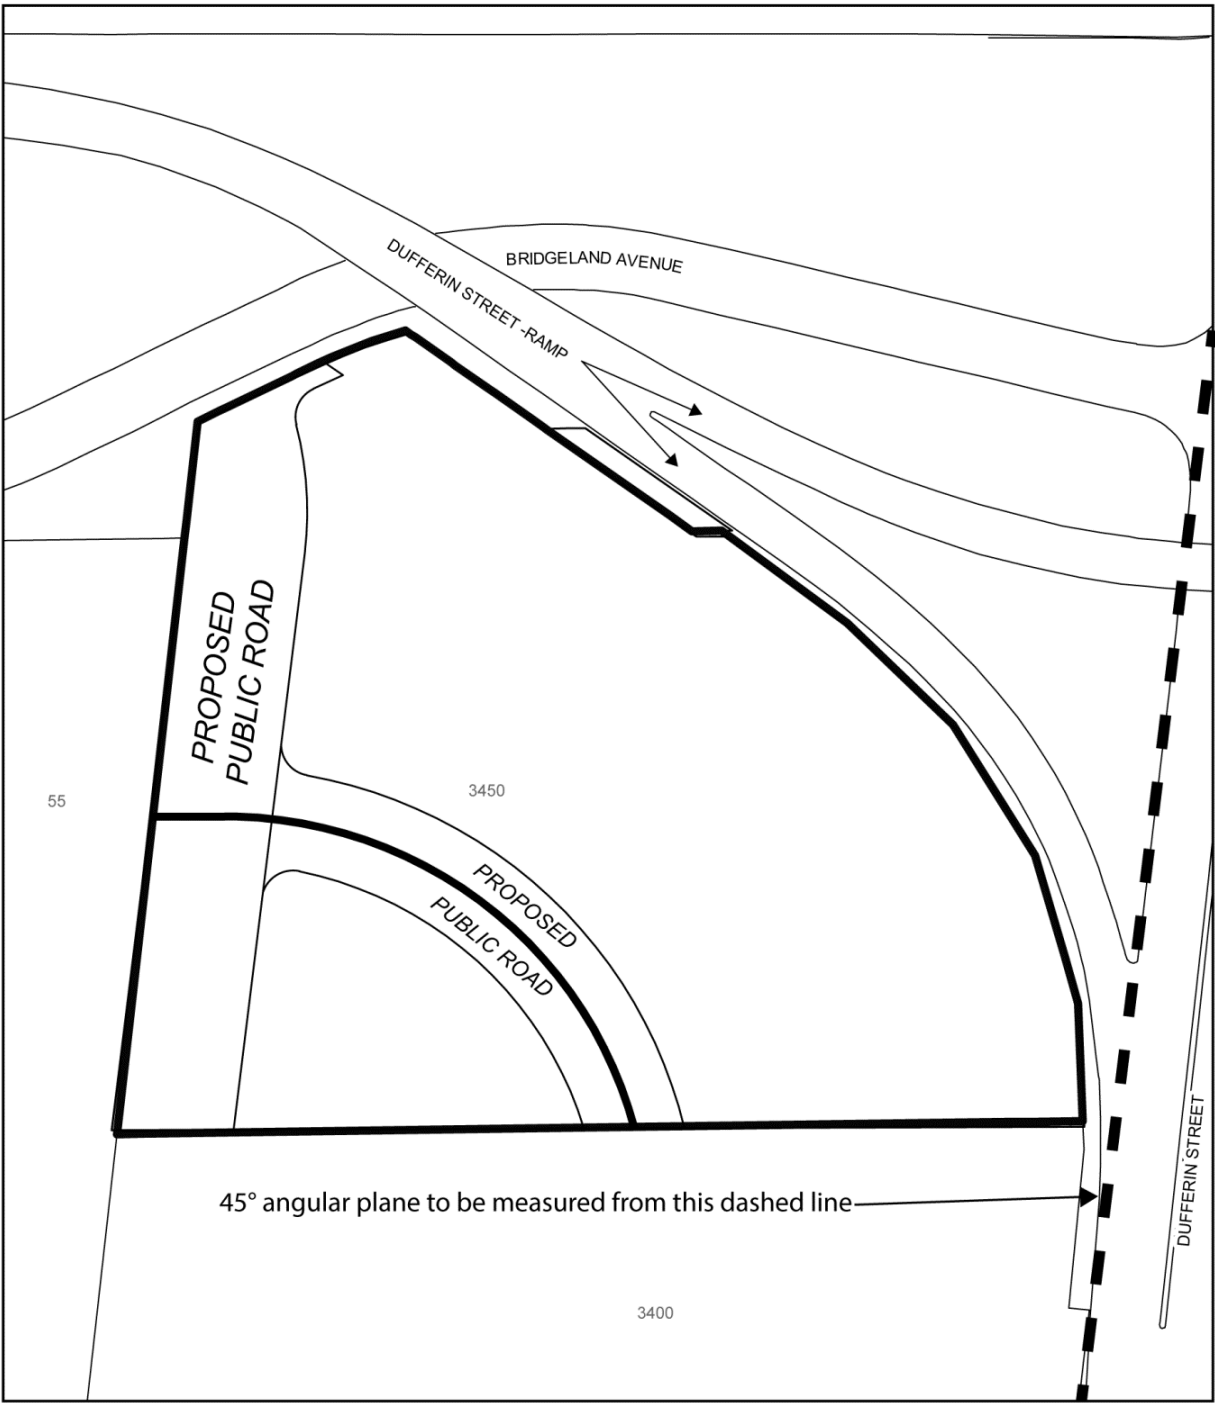 BRIDGELAND AVENUE
DUFFERIN STREET -RAMP
PROPOSED
PUBLIC ROAD
3450
55
PROPOSED
PUBLIC ROAD
DUFFERIN STREET
45° angular plane to be measured from this dashed line
3400